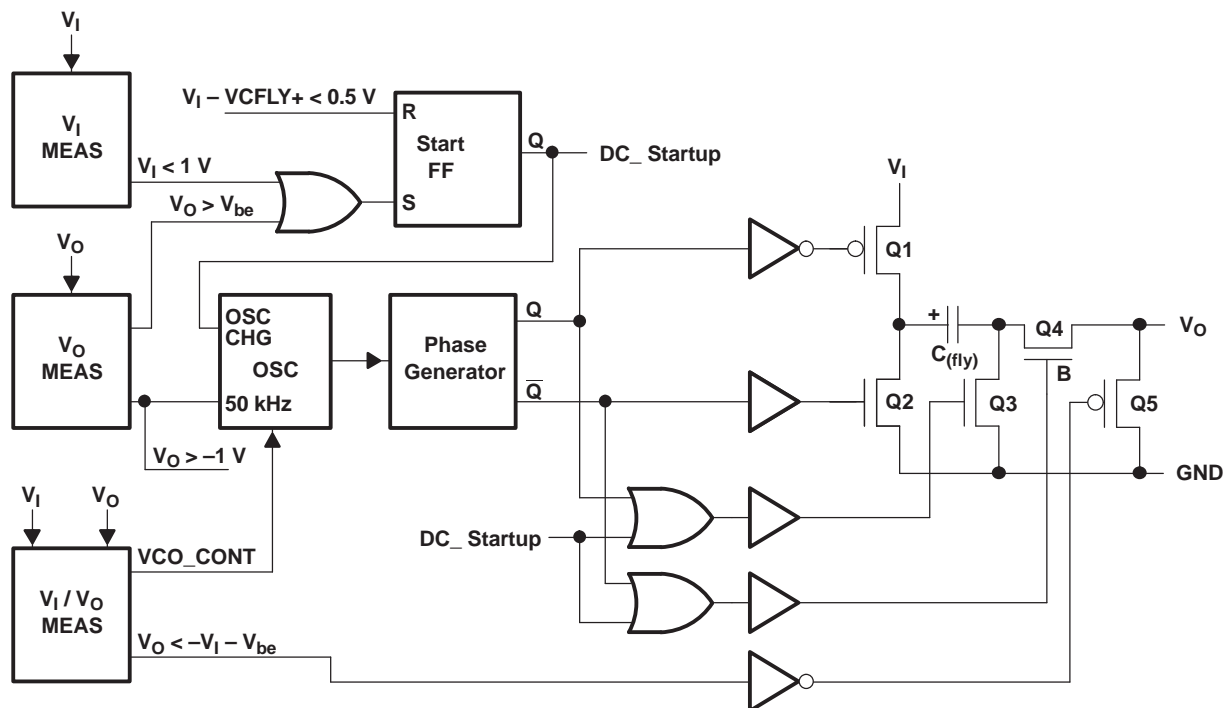 V_I
V_I
MEAS
V_I – VCFLY+ < 0.5 V
R
Start
FF
S
Q
DC_ Startup
V_I < 1 V
V_O > V_be
V_O
V_O
MEAS
OSC
CHG
OSC
50 kHz
V_O > –1 V
Phase
Generator
Q
Q̅
V_I
Q1
+
C_(fly)
Q4
V_O
B
Q2
Q3
Q5
GND
V_I
V_O
V_I / V_O
MEAS
VCO_CONT
V_O < –V_I – V_be
DC_ Startup